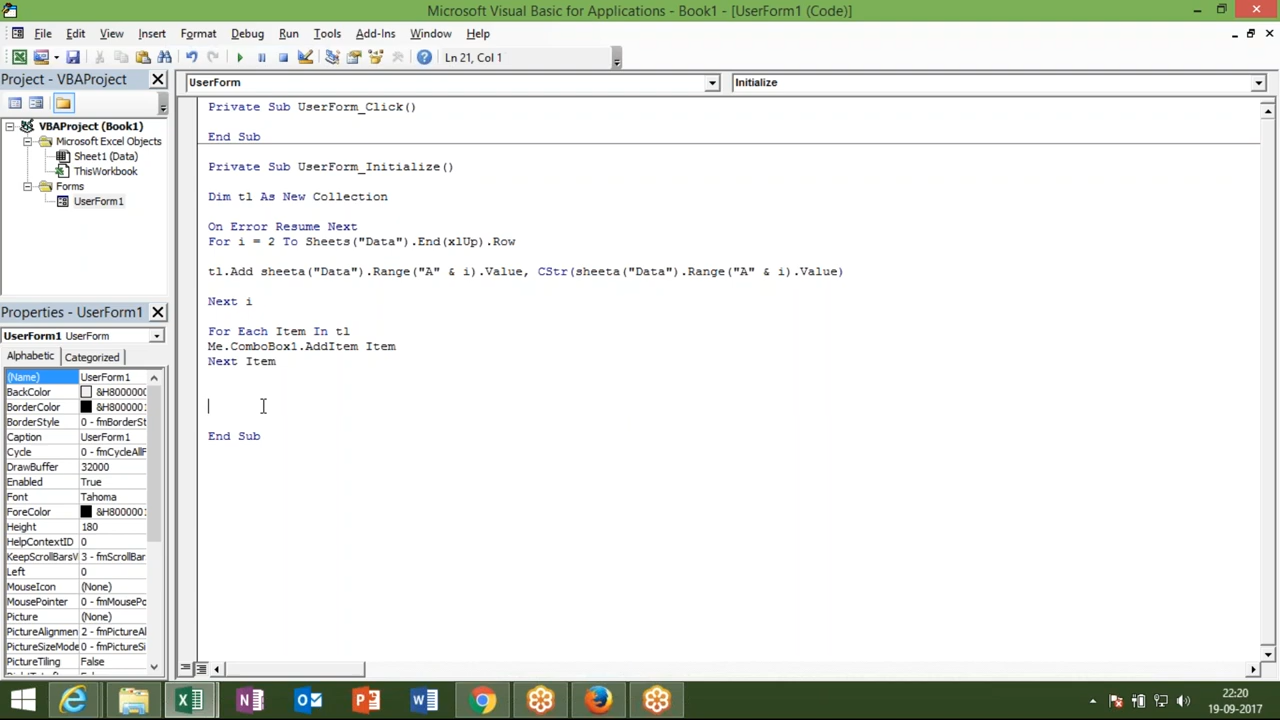 Microsoft Visual Basic for Applications - Book1 - [UserForm1 (Code)]
File Edit View Insert Format Debug Run Tools Add-Ins Window Help
Ln 21, Col 1
Project - VBAProject
UserForm
Initialize
VBAProject (Book1)
Microsoft Excel Objects
Sheet1 (Data)
ThisWorkbook
Forms
UserForm1
Properties - UserForm1
UserForm1 UserForm
Alphabetic Categorized
(Name) UserForm1
BackColor &H8000000
BorderColor &H8000001
BorderStyle 0 - fmBorderSt
Caption UserForm1
Cycle 0 - fmCycleAllF
DrawBuffer 32000
Enabled True
Font Tahoma
ForeColor &H8000001
Height 180
HelpContextID 0
KeepScrollBarsV 3 - fmScrollBar
Left 0
MouseIcon (None)
MousePointer 0 - fmMousePo
Picture (None)
PictureAlignmen 2 - fmPictureAl
PictureSizeMode 0 - fmPictureSi
PictureTiling False
Private Sub UserForm_Click()
End Sub
Private Sub UserForm_Initialize()
Dim tl As New Collection
On Error Resume Next
For i = 2 To Sheets("Data").End(xlUp).Row
tl.Add sheeta("Data").Range("A" & i).Value, CStr(sheeta("Data").Range("A" & i).Value)
Next i
For Each Item In tl
Me.ComboBox1.AddItem Item
Next Item
End Sub
22:20
19-09-2017